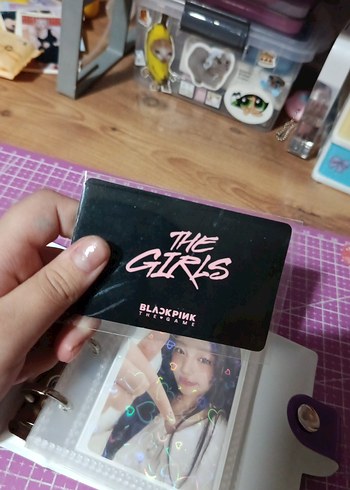 THE
GIRLS
BLACKPINK
THE GAME